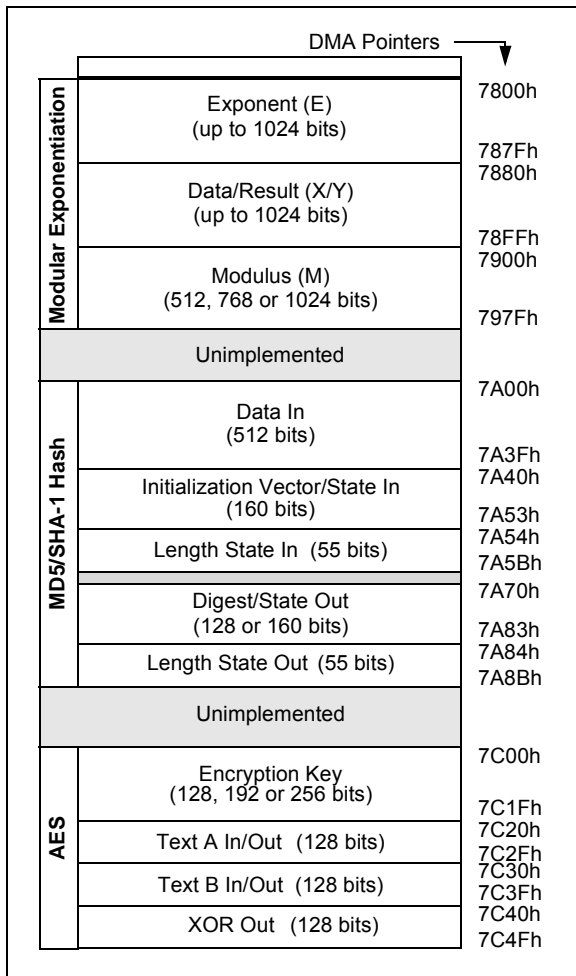 DMA Pointers
Modular Exponentiation
Exponent (E)
(up to 1024 bits)
7800h
787Fh
Data/Result (X/Y)
(up to 1024 bits)
7880h
78FFh
Modulus (M)
(512, 768 or 1024 bits)
7900h
797Fh
Unimplemented
MD5/SHA-1 Hash
Data In
(512 bits)
7A00h
7A3Fh
Initialization Vector/State In
(160 bits)
7A40h
7A53h
Length State In (55 bits)
7A54h
7A5Bh
Digest/State Out
(128 or 160 bits)
7A70h
7A83h
Length State Out (55 bits)
7A84h
7A8Bh
Unimplemented
AES
Encryption Key
(128, 192 or 256 bits)
7C00h
7C1Fh
Text A In/Out (128 bits)
7C20h
7C2Fh
Text B In/Out (128 bits)
7C30h
7C3Fh
XOR Out (128 bits)
7C40h
7C4Fh